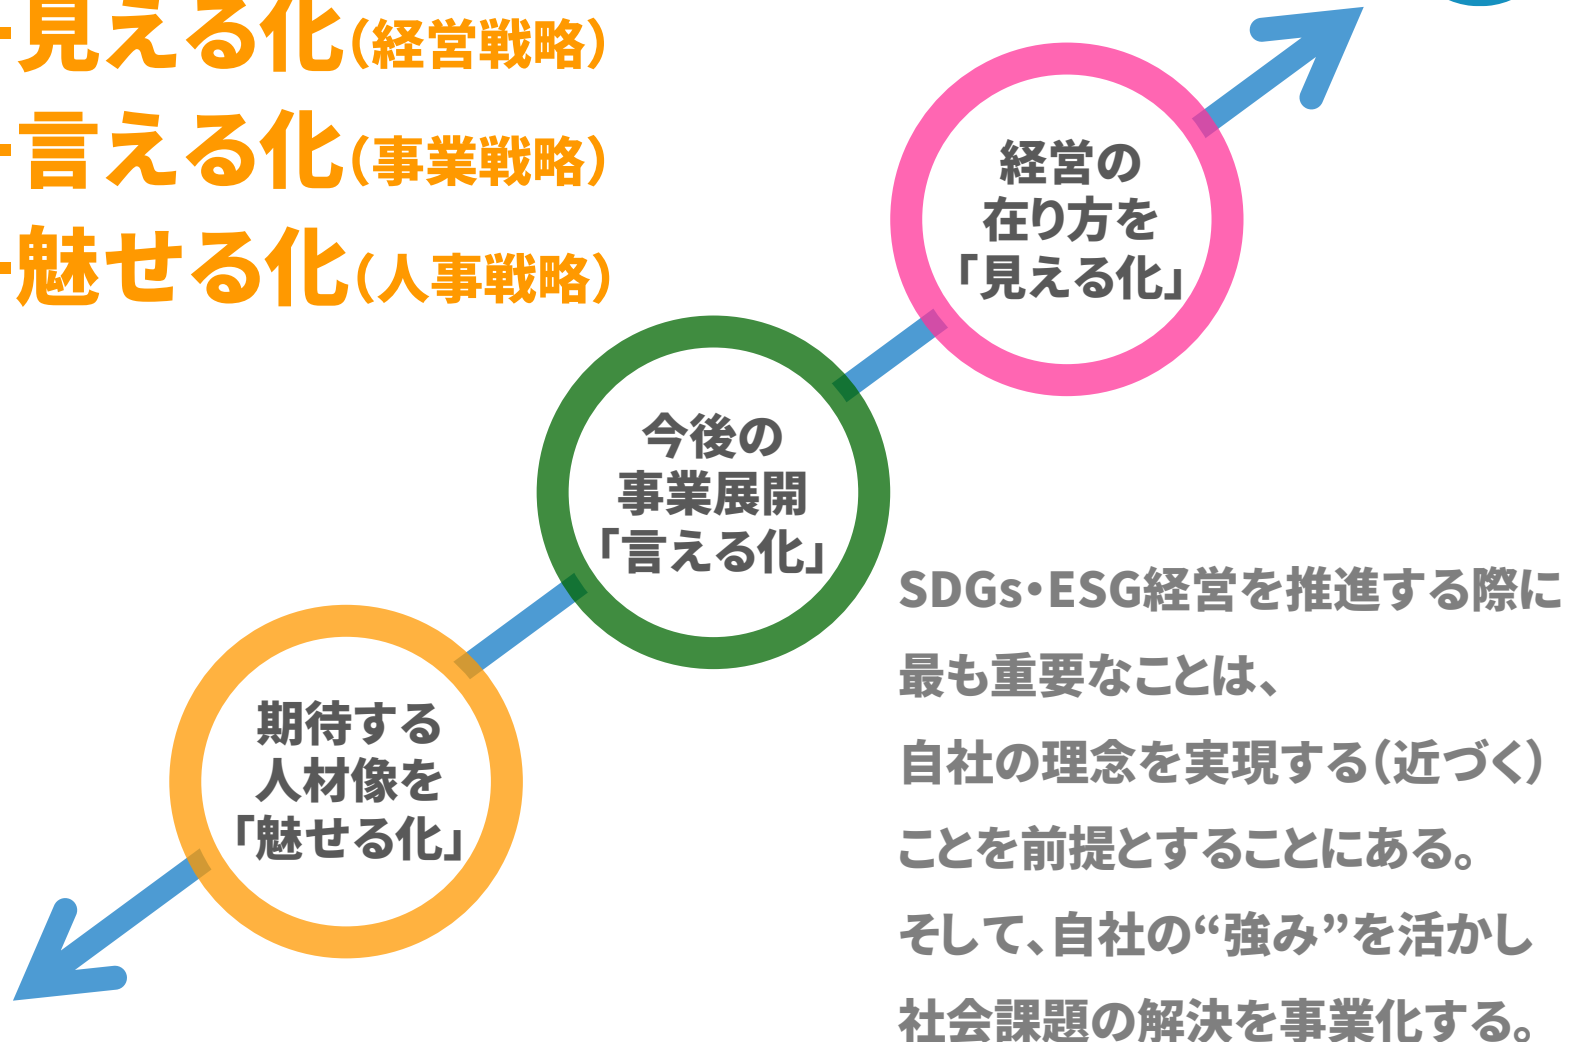 見える化（経営戦略）
言える化（事業戦略）
魅せる化（人事戦略）
経営の
在り方を
「見える化」
今後の
事業展開
「言える化」
期待する
人材像を
「魅せる化」
SDGs・ESG経営を推進する際に
最も重要なことは、
自社の理念を実現する（近づく）
ことを前提とすることにある。
そして、自社の“強み”を活かし
社会課題の解決を事業化する。